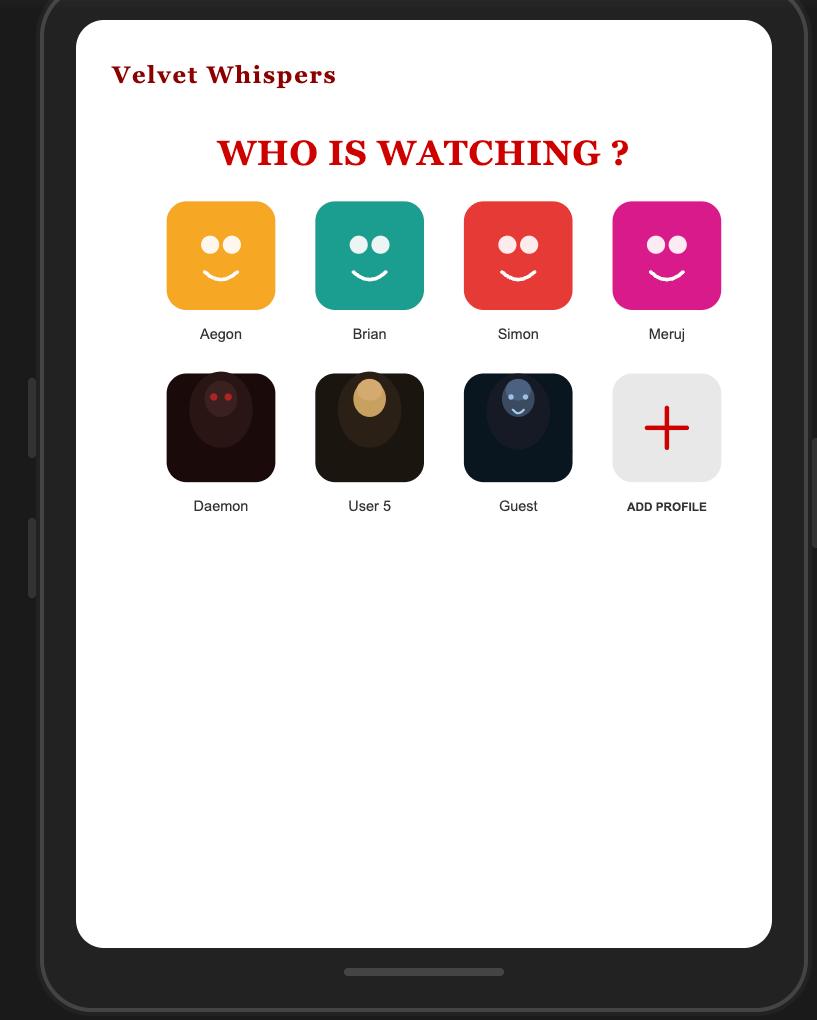 Velvet Whispers
WHO IS WATCHING ?
Aegon
Brian
Simon
Meruj
Daemon
User 5
Guest
ADD PROFILE